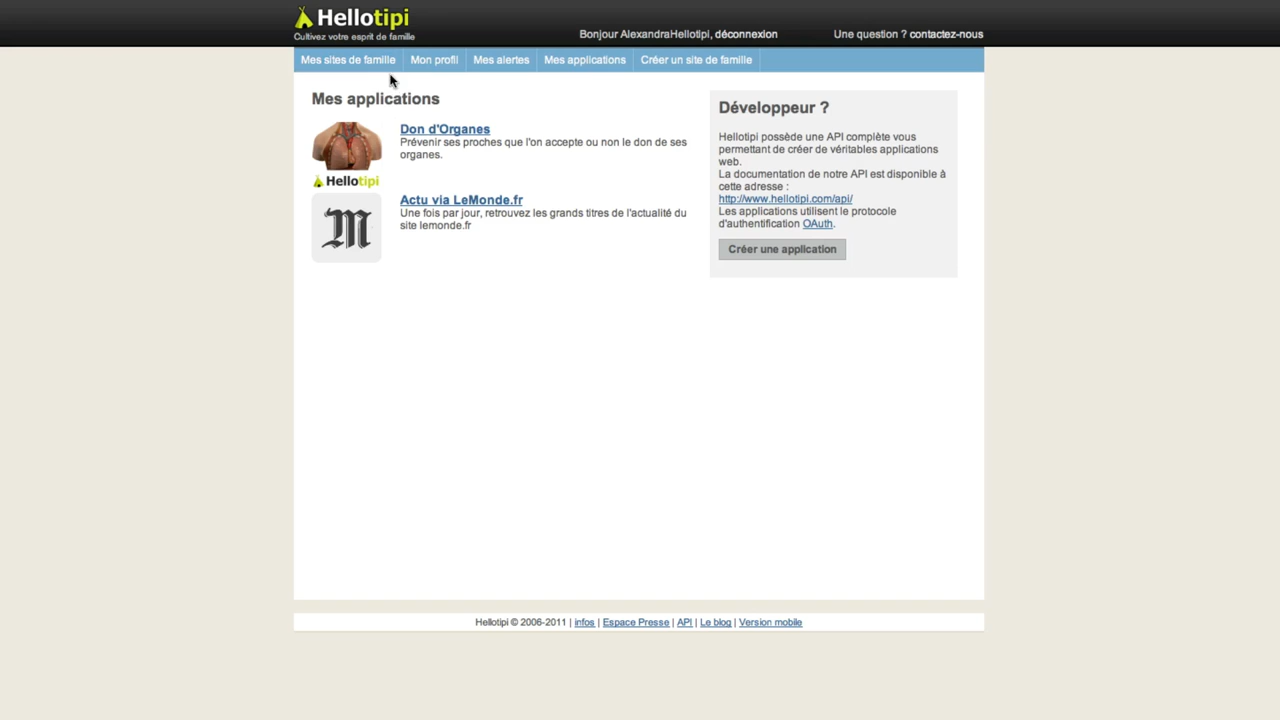 Hellotipi
Cultivez votre esprit de famille
Bonjour AlexandraHellotipi, déconnexion
Une question ? contactez-nous
Mes sites de famille
Mon profil
Mes alertes
Mes applications
Créer un site de famille
Mes applications
Don d'Organes
Prévenir ses proches que l'on accepte ou non le don de ses
organes.
Hellotipi
Actu via LeMonde.fr
Une fois par jour, retrouvez les grands titres de l'actualité du
site lemonde.fr
M
Développeur ?
Hellotipi possède une API complète vous
permettant de créer de véritables applications
web.
La documentation de notre API est disponible à
cette adresse :
http://www.hellotipi.com/api/
Les applications utilisent le protocole
d'authentification OAuth.
Créer une application
Hellotipi © 2006-2011 | infos | Espace Presse | API | Le blog | Version mobile